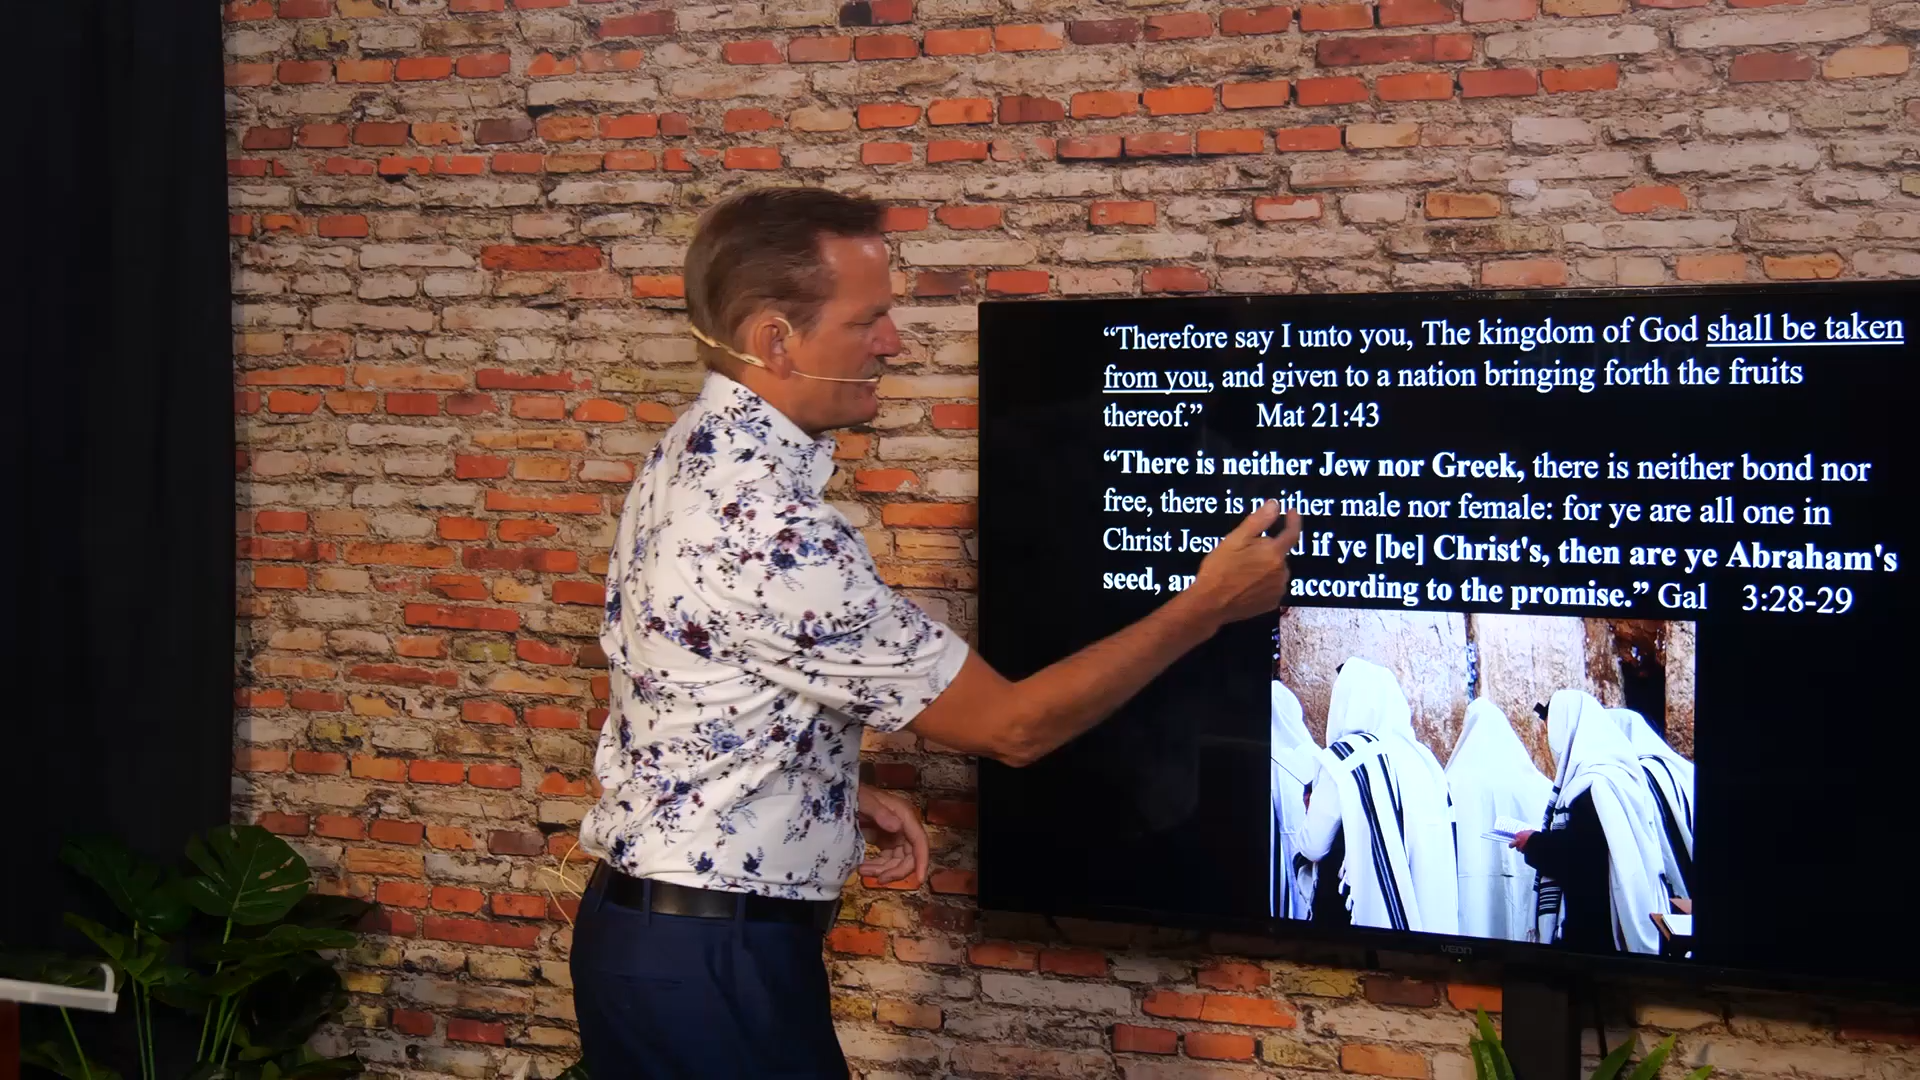 “Therefore say I unto you, The kingdom of God shall be taken
from you, and given to a nation bringing forth the fruits
thereof.” Mat 21:43
“There is neither Jew nor Greek, there is neither bond nor
free, there is neither male nor female: for ye are all one in
Christ if ye [be] Christ's, then are ye Abraham's
seed, according to the promise.” Gal 3:28-29
VEON